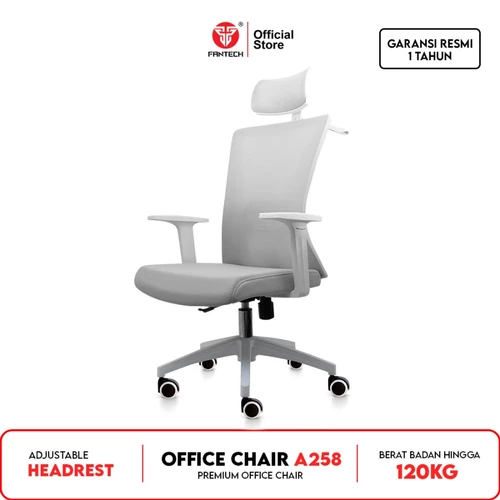 FANTECH
Official
Store
GARANSI RESMI
1 TAHUN
ADJUSTABLE
HEADREST
OFFICE CHAIR A258
PREMIUM OFFICE CHAIR
BERAT BADAN HINGGA
120KG